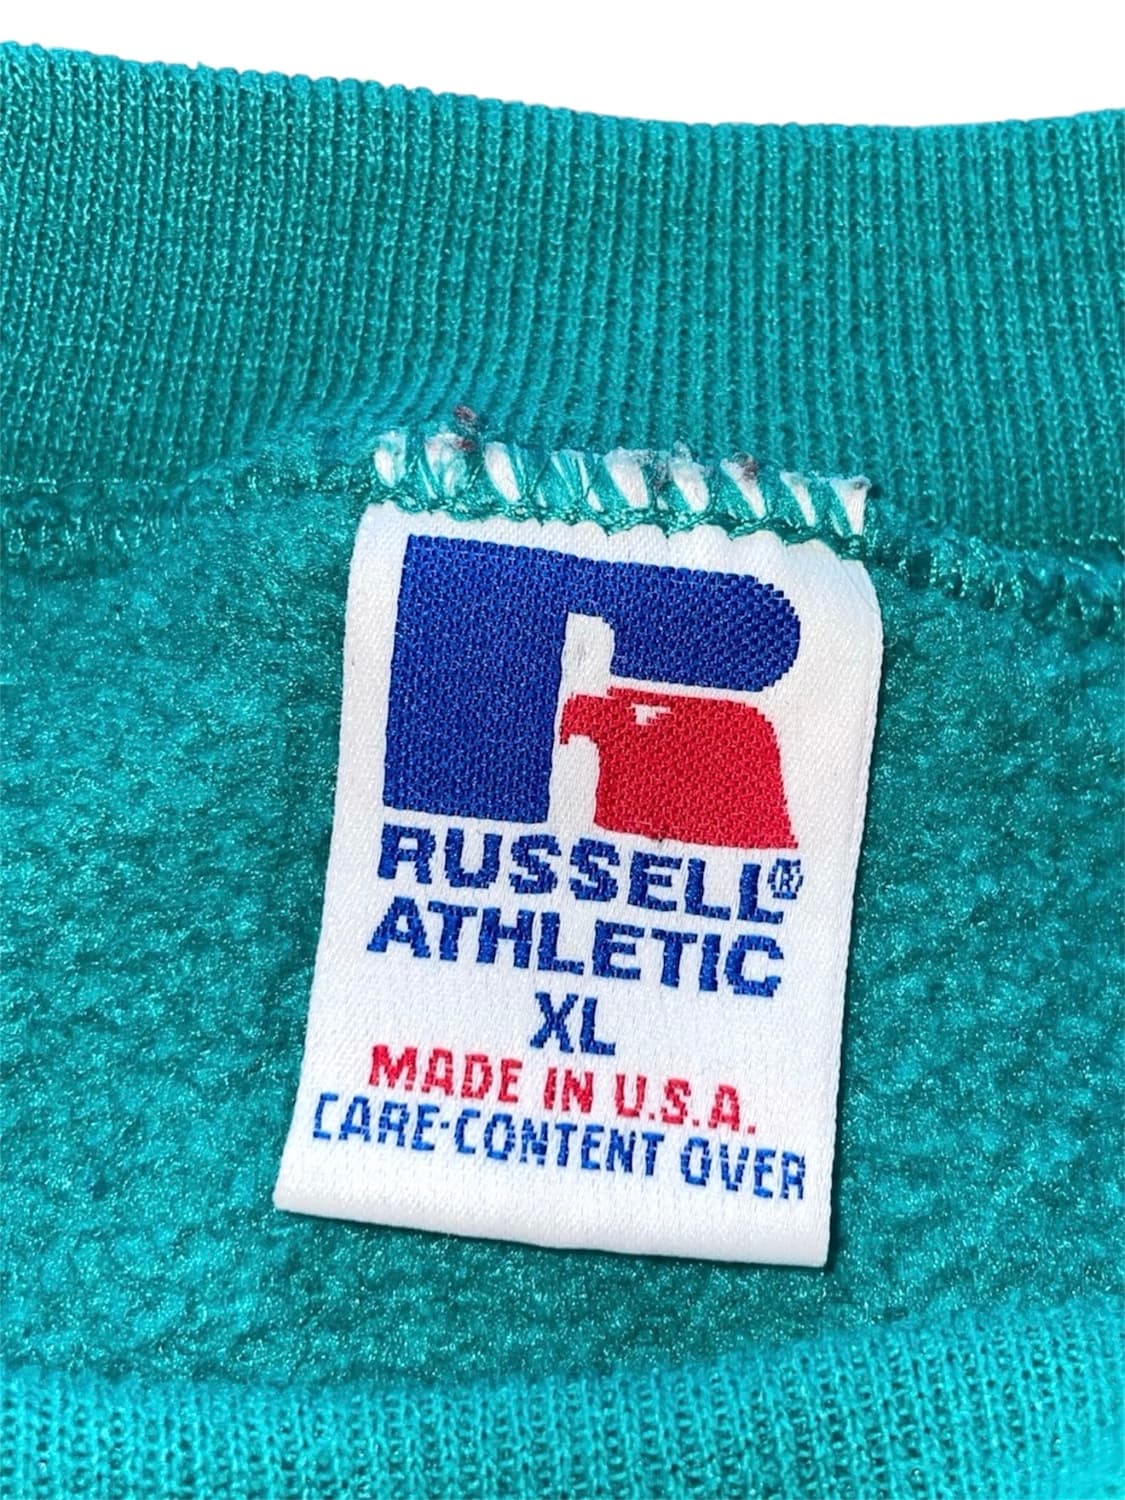 RUSSELL®
ATHLETIC
XL
MADE IN U.S.A.
CARE-CONTENT OVER